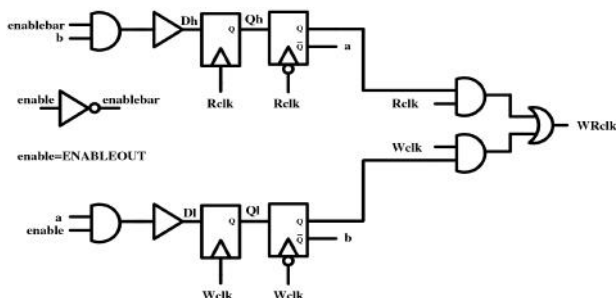 enablebar
b
Dh
Q
Qh
Q
Q
a
Rclk
Rclk
Rclk
enable
enablebar
WRclk
enable=ENABLEOUT
Wclk
a
enable
Dl
Q
Ql
Q
Q
b
Wclk
Wclk